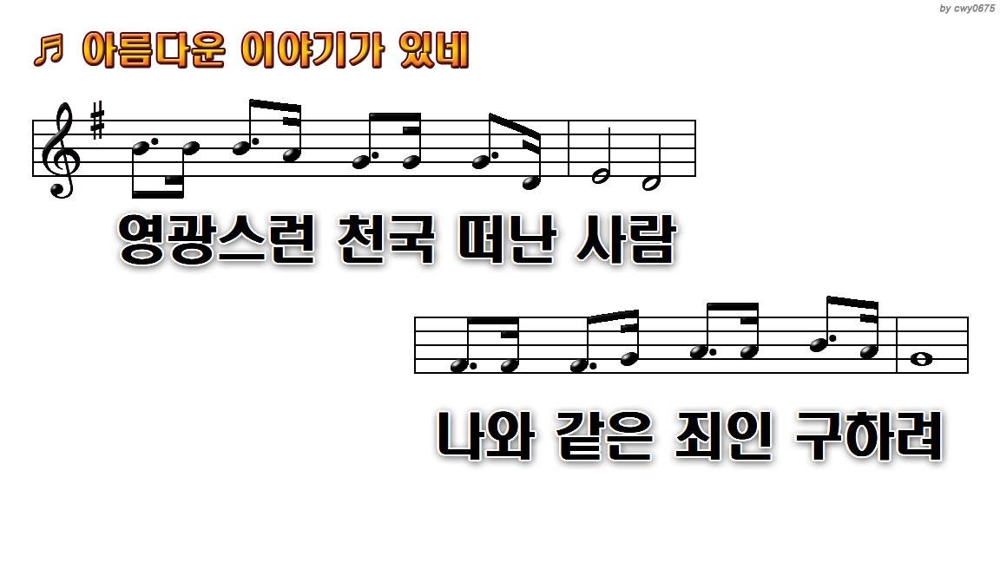 by cwy0675
♬ 아름다운 이야기가 있네
영광스런 천국 떠난 사람
나와 같은 죄인 구하려